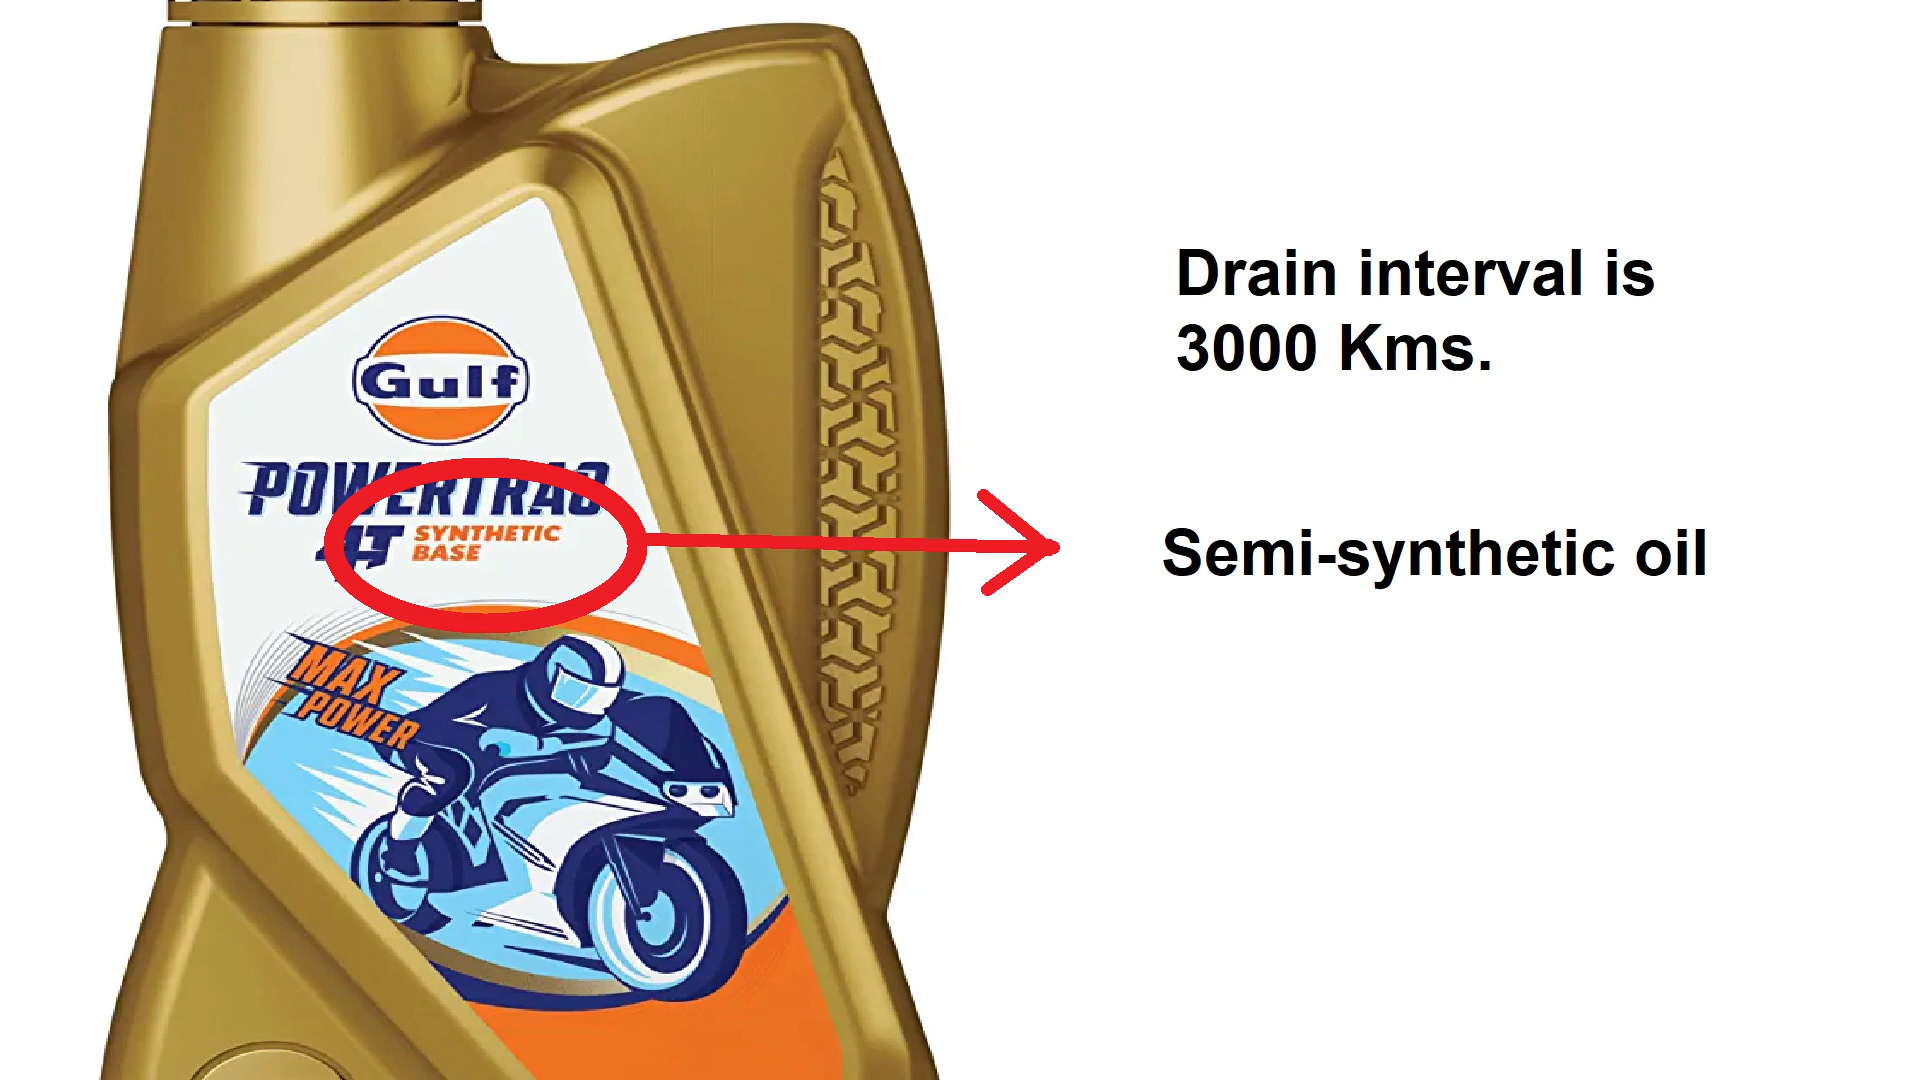 Gulf
POWERTRAC
4T SYNTHETIC
BASE
MAX
POWER
Drain interval is
3000 Kms.
Semi-synthetic oil